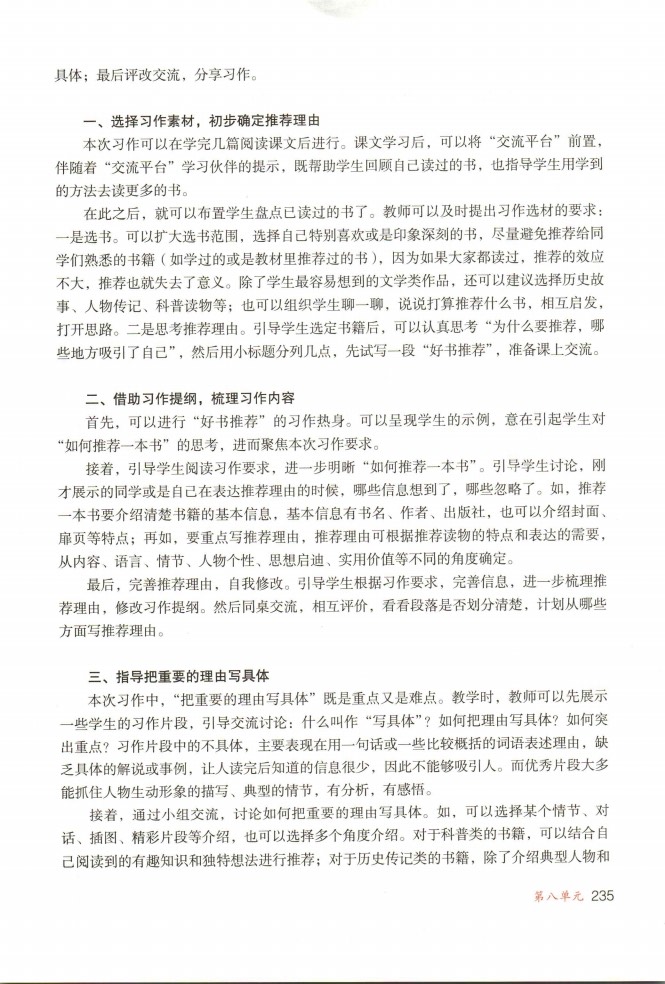 具体；最后评改交流，分享习作。
一、选择习作素材，初步确定推荐理由
本次习作可以在学完几篇阅读课文后进行。课文学习后，可以将“交流平台”前置，
伴随着“交流平台”学习伙伴的提示，既帮助学生回顾自己读过的书，也指导学生用学到
的方法去读更多的书。
在此之后，就可以布置学生盘点已读过的书了。教师可以及时提出习作选材的要求：
一是选书。可以扩大选书范围，选择自己特别喜欢或是印象深刻的书，尽量避免推荐给同
学们熟悉的书籍（如学过的或是教材里推荐过的书），因为如果大家都读过，推荐的效应
不大，推荐也就失去了意义。除了学生最容易想到的文学类作品，还可以建议选择历史故
事、人物传记、科普读物等；也可以组织学生聊一聊，说说打算推荐什么书，相互启发，
打开思路。二是思考推荐理由。引导学生选定书籍后，可以认真思考“为什么要推荐，哪
些地方吸引了自己”，然后用小标题分列几点，先试写一段“好书推荐”，准备课上交流。
二、借助习作提纲，梳理习作内容
首先，可以进行“好书推荐”的习作热身。可以呈现学生的示例，意在引起学生对
“如何推荐一本书”的思考，进而聚焦本次习作要求。
接着，引导学生阅读习作要求，进一步明晰“如何推荐一本书”。引导学生讨论，刚
才展示的同学或是自己在表达推荐理由的时候，哪些信息想到了，哪些忽略了。如，推荐
一本书要介绍清楚书籍的基本信息，基本信息有书名、作者、出版社，也可以介绍封面、
扉页等特点；再如，要重点写推荐理由，推荐理由可根据推荐读物的特点和表达的需要，
从内容、语言、情节、人物个性、思想启迪、实用价值等不同的角度确定。
最后，完善推荐理由，自我修改。引导学生根据习作要求，完善信息，进一步梳理推
荐理由，修改习作提纲。然后同桌交流，相互评价，看看段落是否划分清楚，计划从哪些
方面写推荐理由。
三、指导把重要的理由写具体
本次习作中，“把重要的理由写具体”既是重点又是难点。教学时，教师可以先展示
一些学生的习作片段，引导交流讨论：什么叫作“写具体”？如何把理由写具体？如何突
出重点？习作片段中的不具体，主要表现在用一句话或一些比较概括的词语表述理由，缺
乏具体的解说或事例，让人读完后知道的信息很少，因此不能够吸引人。而优秀片段大多
能抓住人物生动形象的描写、典型的情节，有分析，有感悟。
接着，通过小组交流，讨论如何把重要的理由写具体。如，可以选择某个情节、对
话、插图、精彩片段等介绍，也可以选择多个角度介绍。对于科普类的书籍，可以结合自
己阅读到的有趣知识和独特想法进行推荐；对于历史传记类的书籍，除了介绍典型人物和
第八单元 235